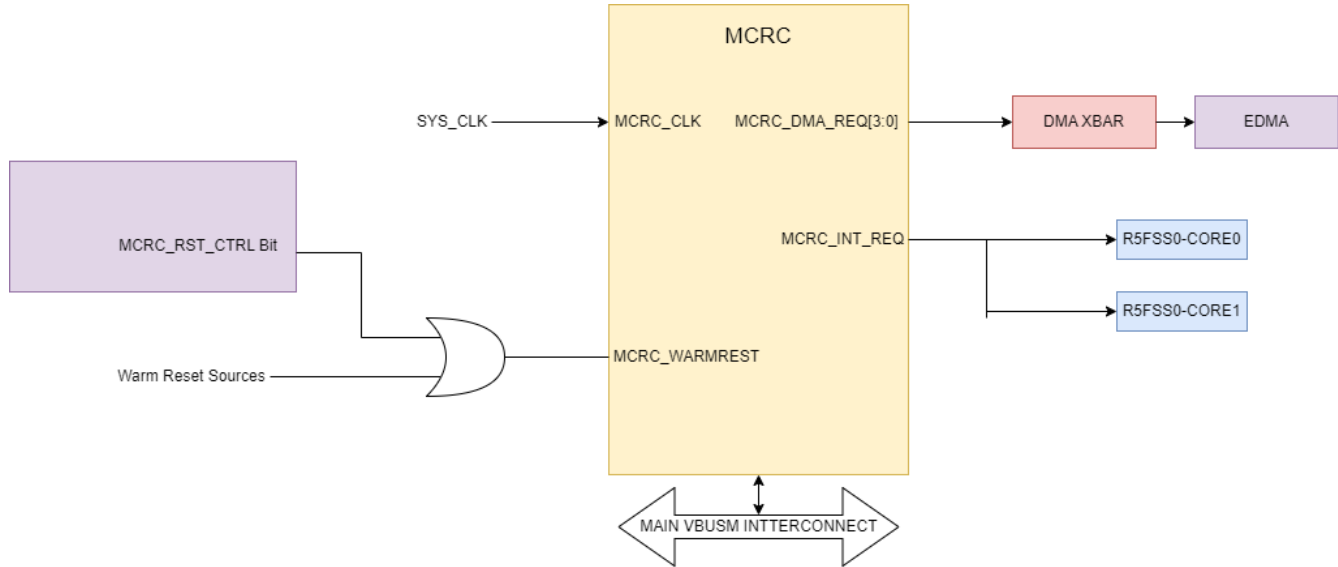 MCRC
SYS_CLK
MCRC_CLK
MCRC_DMA_REQ[3:0]
DMA XBAR
EDMA
MCRC_RST_CTRL Bit
MCRC_INT_REQ
R5FSS0-CORE0
R5FSS0-CORE1
MCRC_WARMREST
Warm Reset Sources
MAIN VBUSM INTTERCONNECT